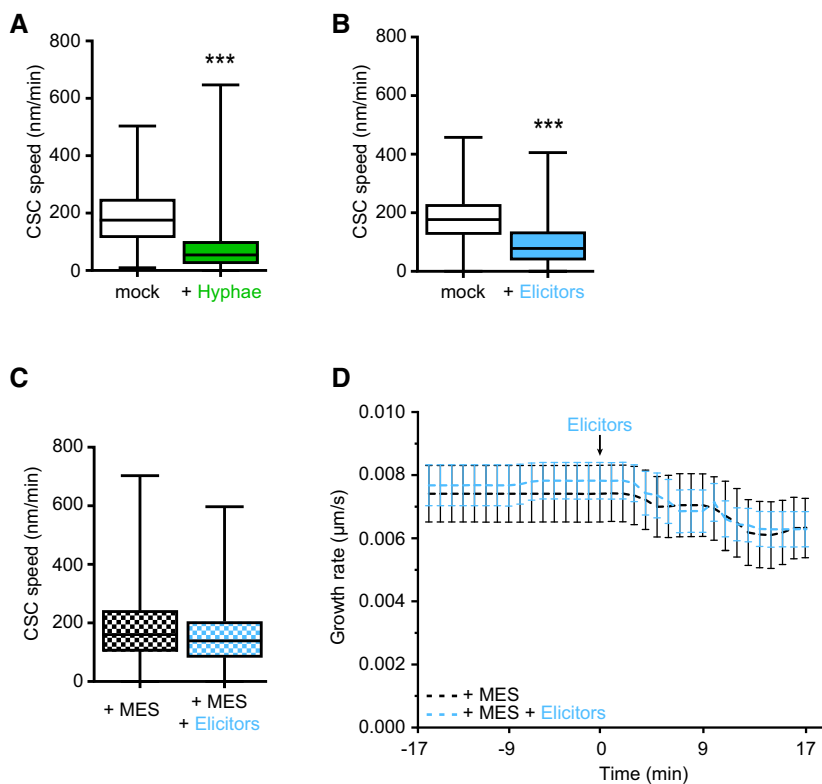 A
CSC speed (nm/min)
800
600
400
200
0
***
mock
+ Hyphae
B
CSC speed (nm/min)
800
600
400
200
0
***
mock
+ Elicitors
C
CSC speed (nm/min)
800
600
400
200
0
+ MES
+ MES
+ Elicitors
D
Growth rate (μm/s)
0.010
0.008
0.006
0.004
0.002
0.000
Elicitors
+ MES
+ MES + Elicitors
-17
-9
0
9
17
Time (min)